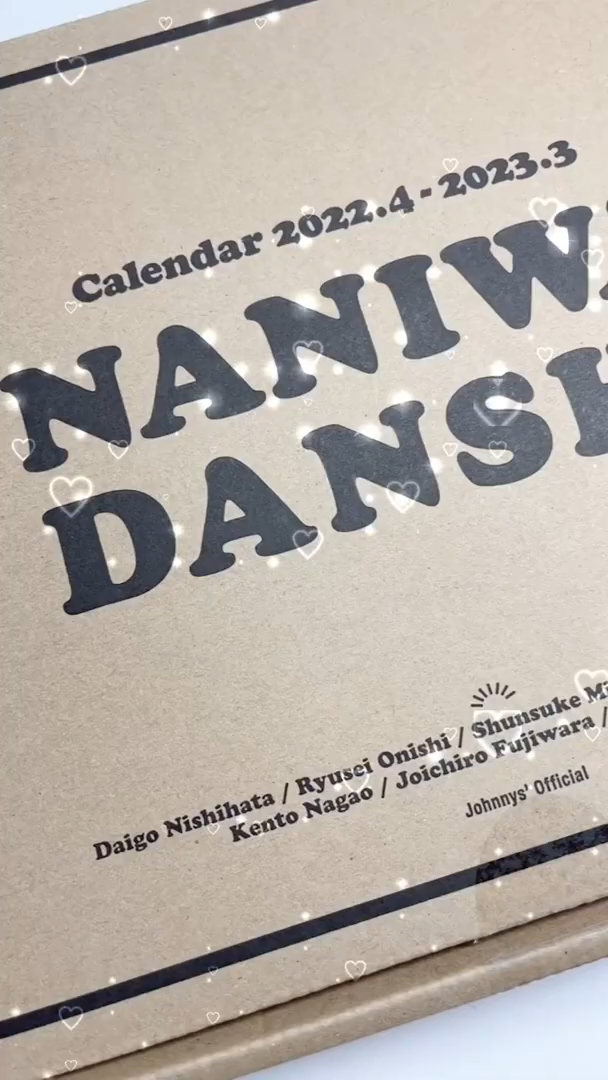 Calendar 2022.4-2023.3
NANIW
DANS
Daigo Nishihata / Ryusei Onishi / Shunsuke
Kento Nagao / Joichiro Fujiwara /
Johnnys' Official